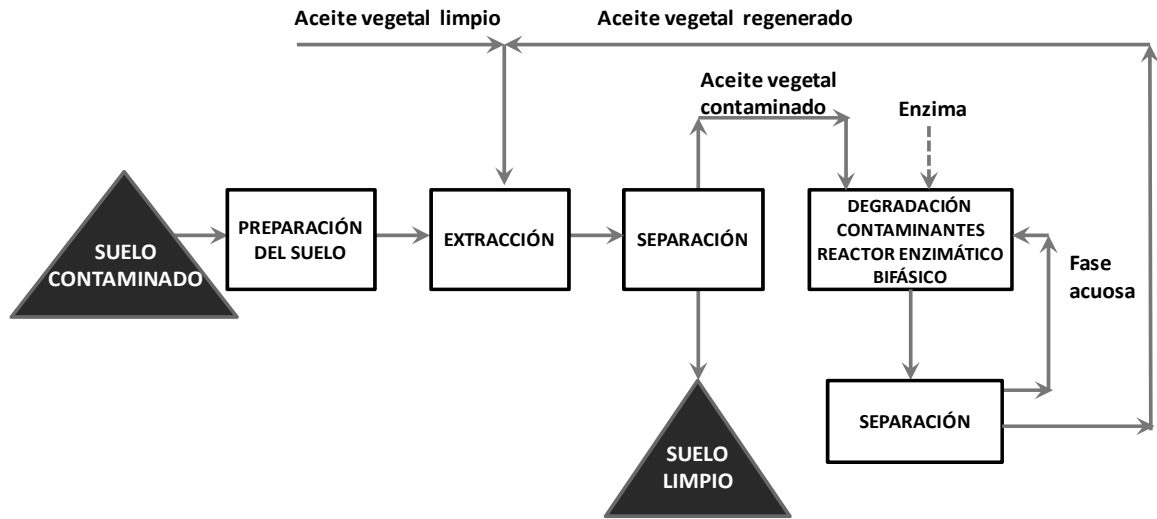 Aceite vegetal limpio
Aceite vegetal regenerado
Aceite vegetal
contaminado
Enzima
SUELO
CONTAMINADO
PREPARACIÓN
DEL SUELO
EXTRACCIÓN
SEPARACIÓN
DEGRADACIÓN
CONTAMINANTES
REACTOR ENZIMÁTICO
BIFÁSICO
Fase
acuosa
SEPARACIÓN
SUELO
LIMPIO